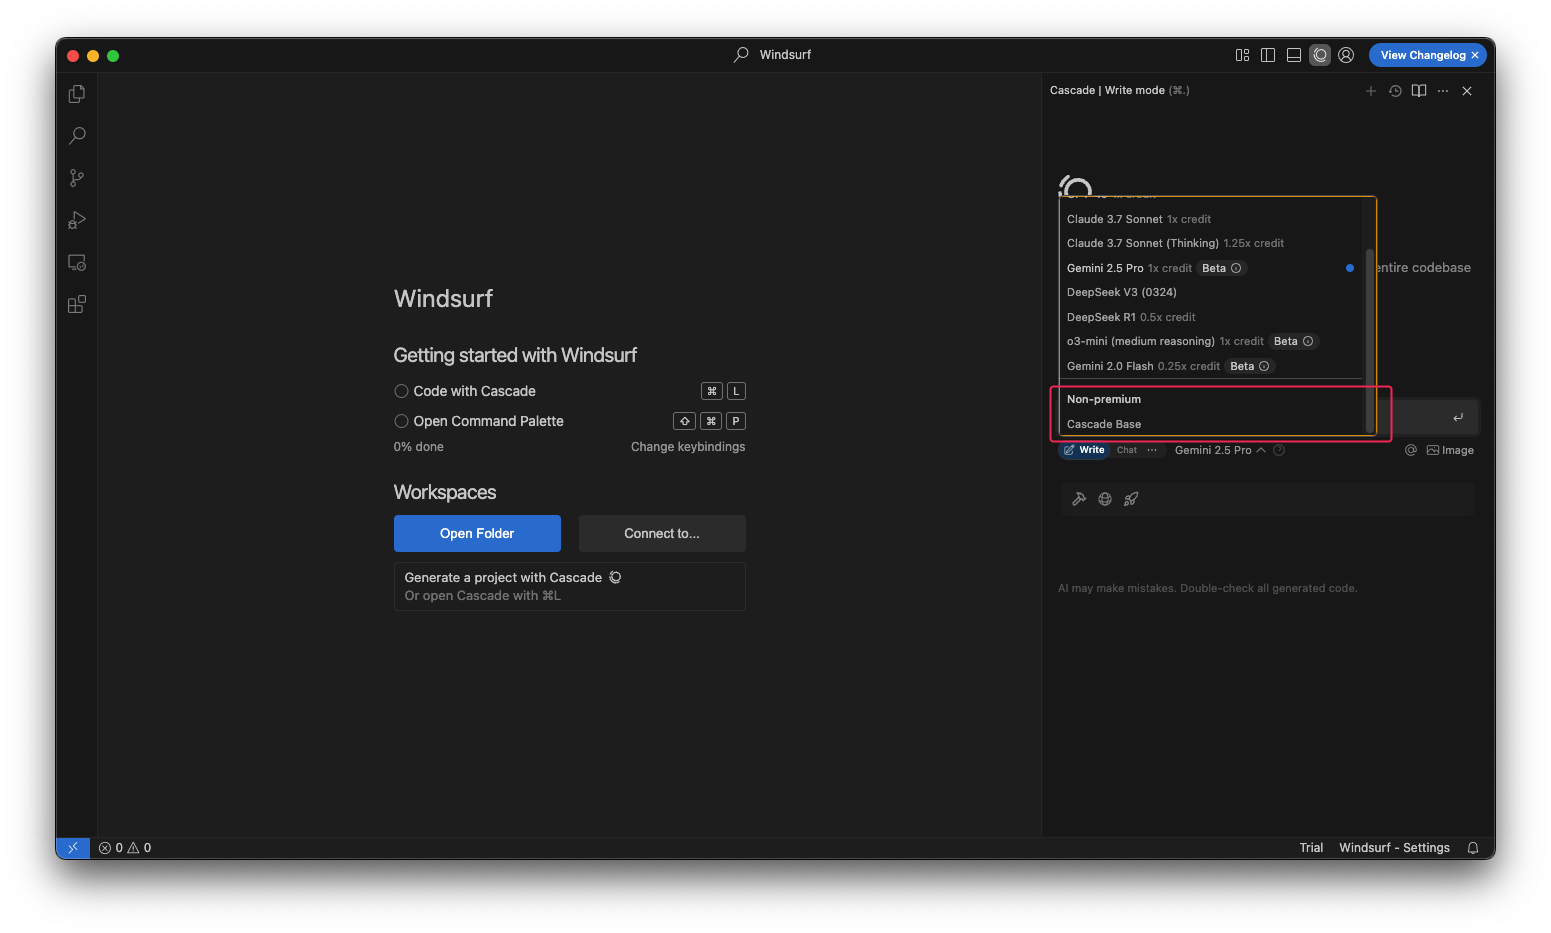 Windsurf
View Changelog ×
Cascade | Write mode (⌘.)
Claude 3.7 Sonnet 1x credit
Claude 3.7 Sonnet (Thinking) 1.25x credit
Gemini 2.5 Pro 1x credit Beta
entire codebase
DeepSeek V3 (0324)
DeepSeek R1 0.5x credit
o3-mini (medium reasoning) 1x credit Beta
Gemini 2.0 Flash 0.25x credit Beta
Non-premium
Cascade Base
Write Chat ··· Gemini 2.5 Pro
Image
AI may make mistakes. Double-check all generated code.
Windsurf
Getting started with Windsurf
Code with Cascade ⌘ L
Open Command Palette ⇧ ⌘ P
0% done Change keybindings
Workspaces
Open Folder Connect to...
Generate a project with Cascade
Or open Cascade with ⌘L
0 0
Trial Windsurf - Settings